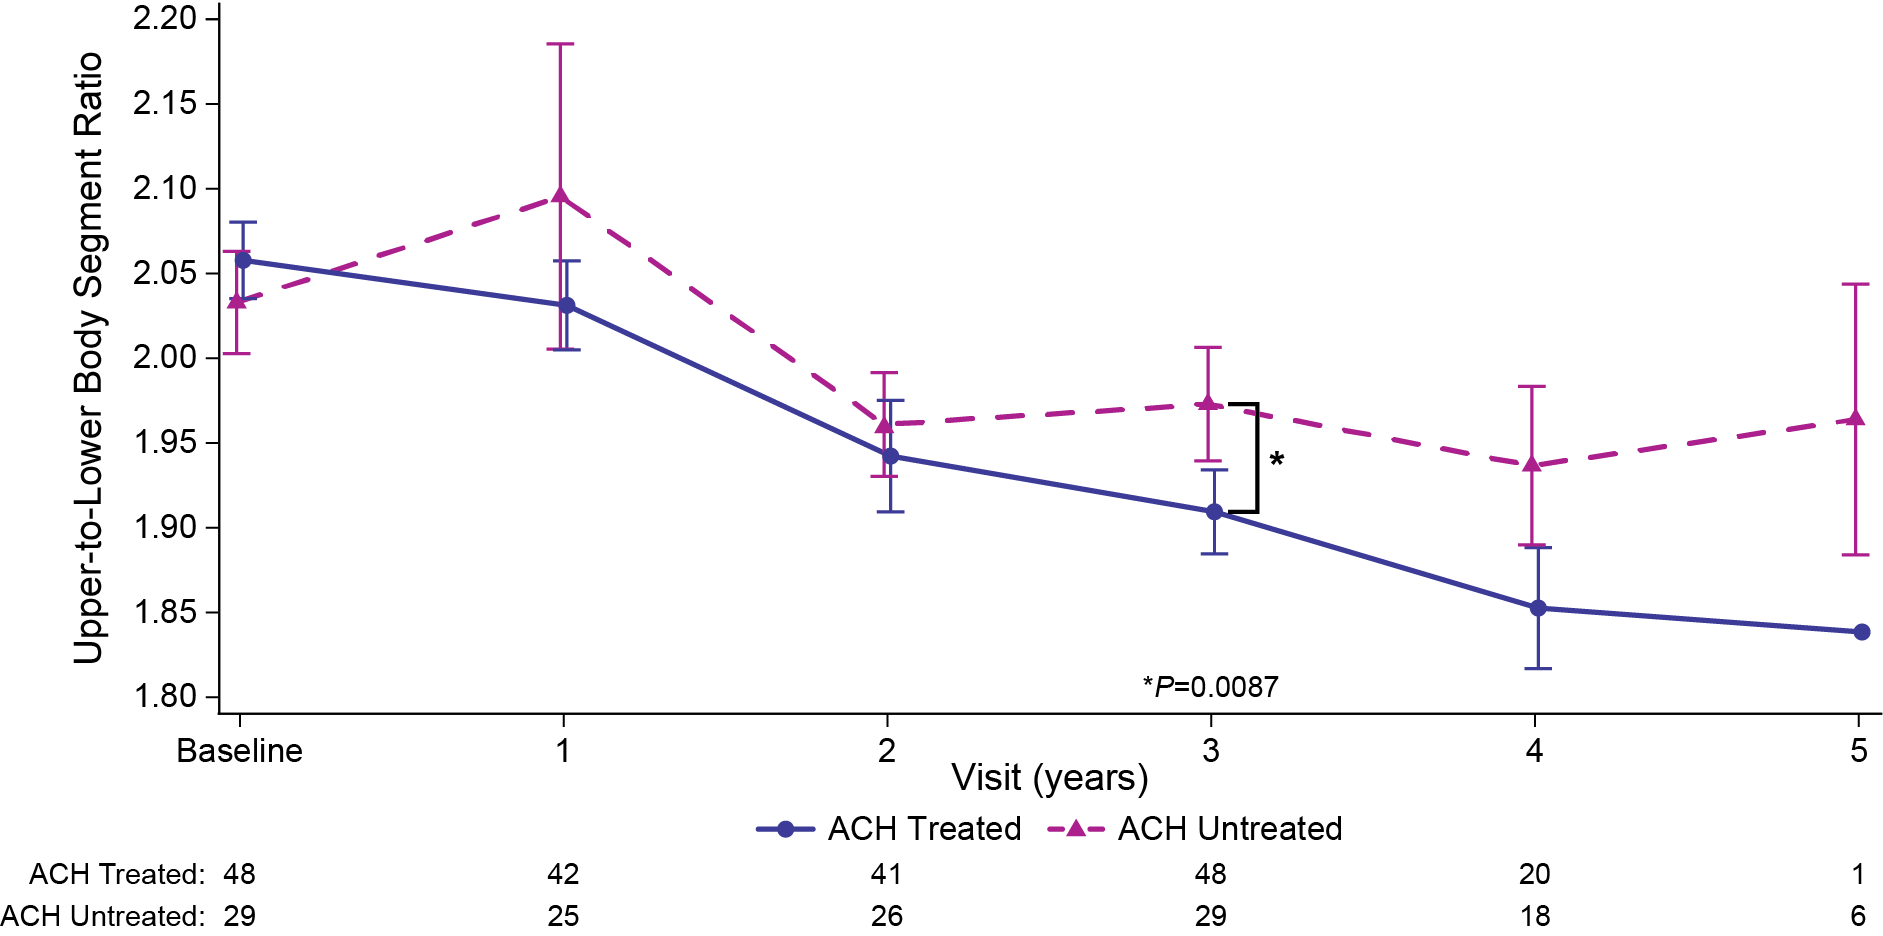 Upper-to-Lower Body Segment Ratio
2.20
2.15
2.10
2.05
2.00
1.95
1.90
1.85
1.80
*
*P=0.0087
Baseline 1 2 3 4 5
Visit (years)
ACH Treated ACH Untreated
ACH Treated: 48 42 41 48 20 1
ACH Untreated: 29 25 26 29 18 6